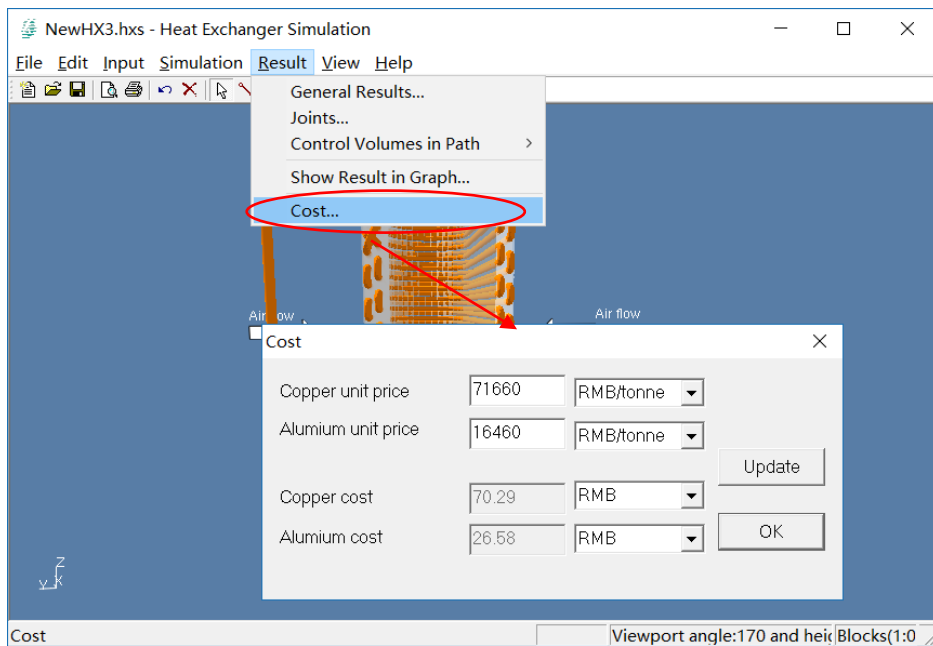 NewHX3.hxs - Heat Exchanger Simulation
File Edit Input Simulation Result View Help
General Results...
Joints...
Control Volumes in Path
Show Result in Graph...
Cost...
Air flow
Cost
Copper unit price 71660 RMB/tonne
Alumium unit price 16460 RMB/tonne
Update
Copper cost 70.29 RMB
Alumium cost 26.58 RMB
OK
Z
Y X
Cost Viewport angle:170 and hei Blocks(1:0